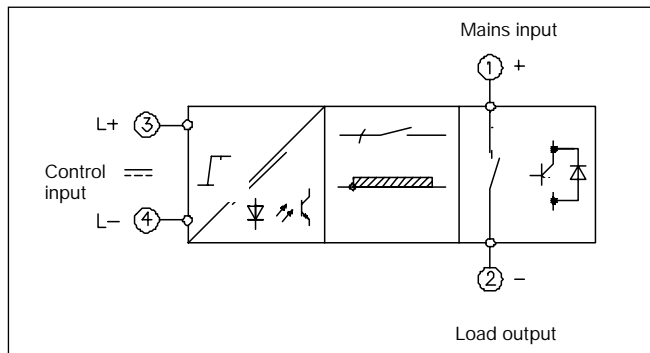 Mains input
1 +
L+ 3
Control
input
L− 4
2 −
Load output